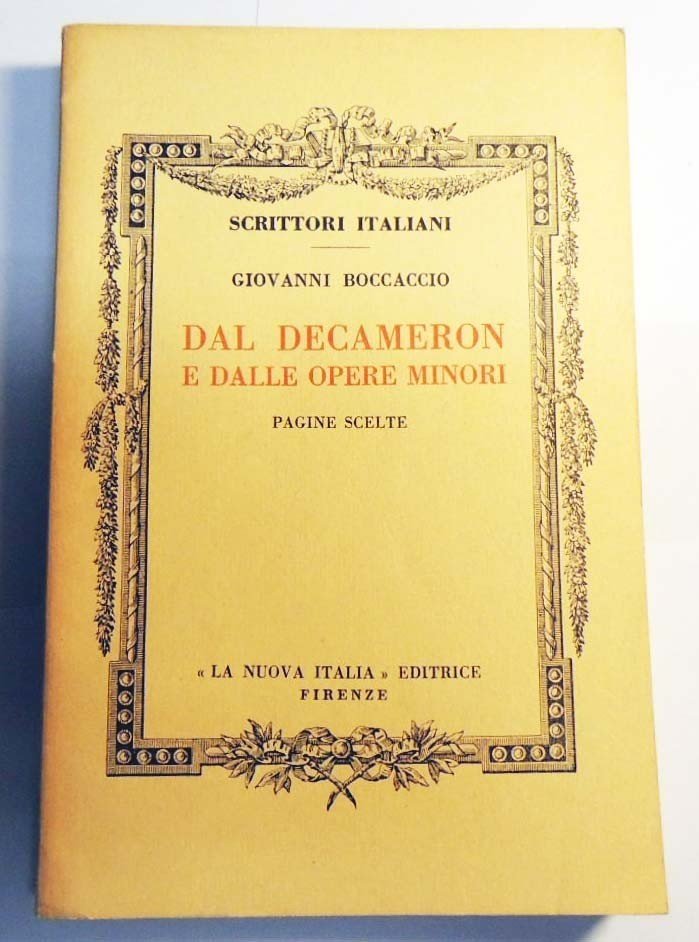 SCRITTORI ITALIANI
GIOVANNI BOCCACCIO
DAL DECAMERON
E DALLE OPERE MINORI
PAGINE SCELTE
« LA NUOVA ITALIA » EDITRICE
FIRENZE